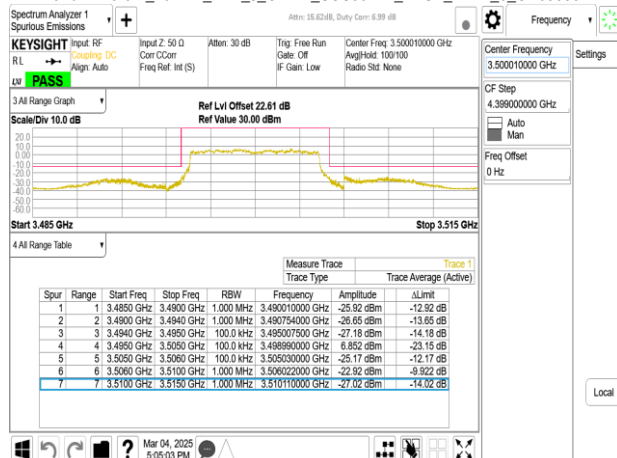 Spectrum Analyzer 1
Spurious Emissions
Attn: 15.62dB, Duty Corr: 6.99 dB
Frequency
KEYSIGHT
Input: RF
Coupling: DC
Align: Auto
Input Z: 50 Ω
Corr CCorr
Freq Ref: Int (S)
Atten: 30 dB
Trig: Free Run
Gate: Off
IF Gain: Low
Center Freq: 3.500010000 GHz
Avg|Hold: 100/100
Radio Std: None
RL
LXI
PASS
Center Frequency
3.500010000 GHz
Settings
CF Step
4.399000000 GHz
Auto
Man
Freq Offset
0 Hz
3 All Range Graph
Scale/Div 10.0 dB
Ref Lvl Offset 22.61 dB
Ref Value 30.00 dBm
20.0
10.0
0.00
-10.0
-20.0
-30.0
-40.0
-50.0
-60.0
Start 3.485 GHz
Stop 3.515 GHz
4 All Range Table
Measure Trace Trace 1
Trace Type Trace Average (Active)
Spur Range Start Freq Stop Freq RBW Frequency Amplitude ΔLimit
1 1 3.4850 GHz 3.4900 GHz 1.000 MHz 3.490010000 GHz -25.92 dBm -12.92 dB
2 2 3.4900 GHz 3.4940 GHz 1.000 MHz 3.490754000 GHz -26.65 dBm -13.65 dB
3 3 3.4940 GHz 3.4950 GHz 100.0 kHz 3.495007500 GHz -27.18 dBm -14.18 dB
4 4 3.4950 GHz 3.5050 GHz 100.0 kHz 3.498990000 GHz 6.852 dBm -23.15 dB
5 5 3.5050 GHz 3.5060 GHz 100.0 kHz 3.505030000 GHz -25.17 dBm -12.17 dB
6 6 3.5060 GHz 3.5100 GHz 1.000 MHz 3.506022000 GHz -22.92 dBm -9.922 dB
7 7 3.5100 GHz 3.5150 GHz 1.000 MHz 3.510110000 GHz -27.02 dBm -14.02 dB
Local
?
Mar 04, 2025
5:05:03 PM